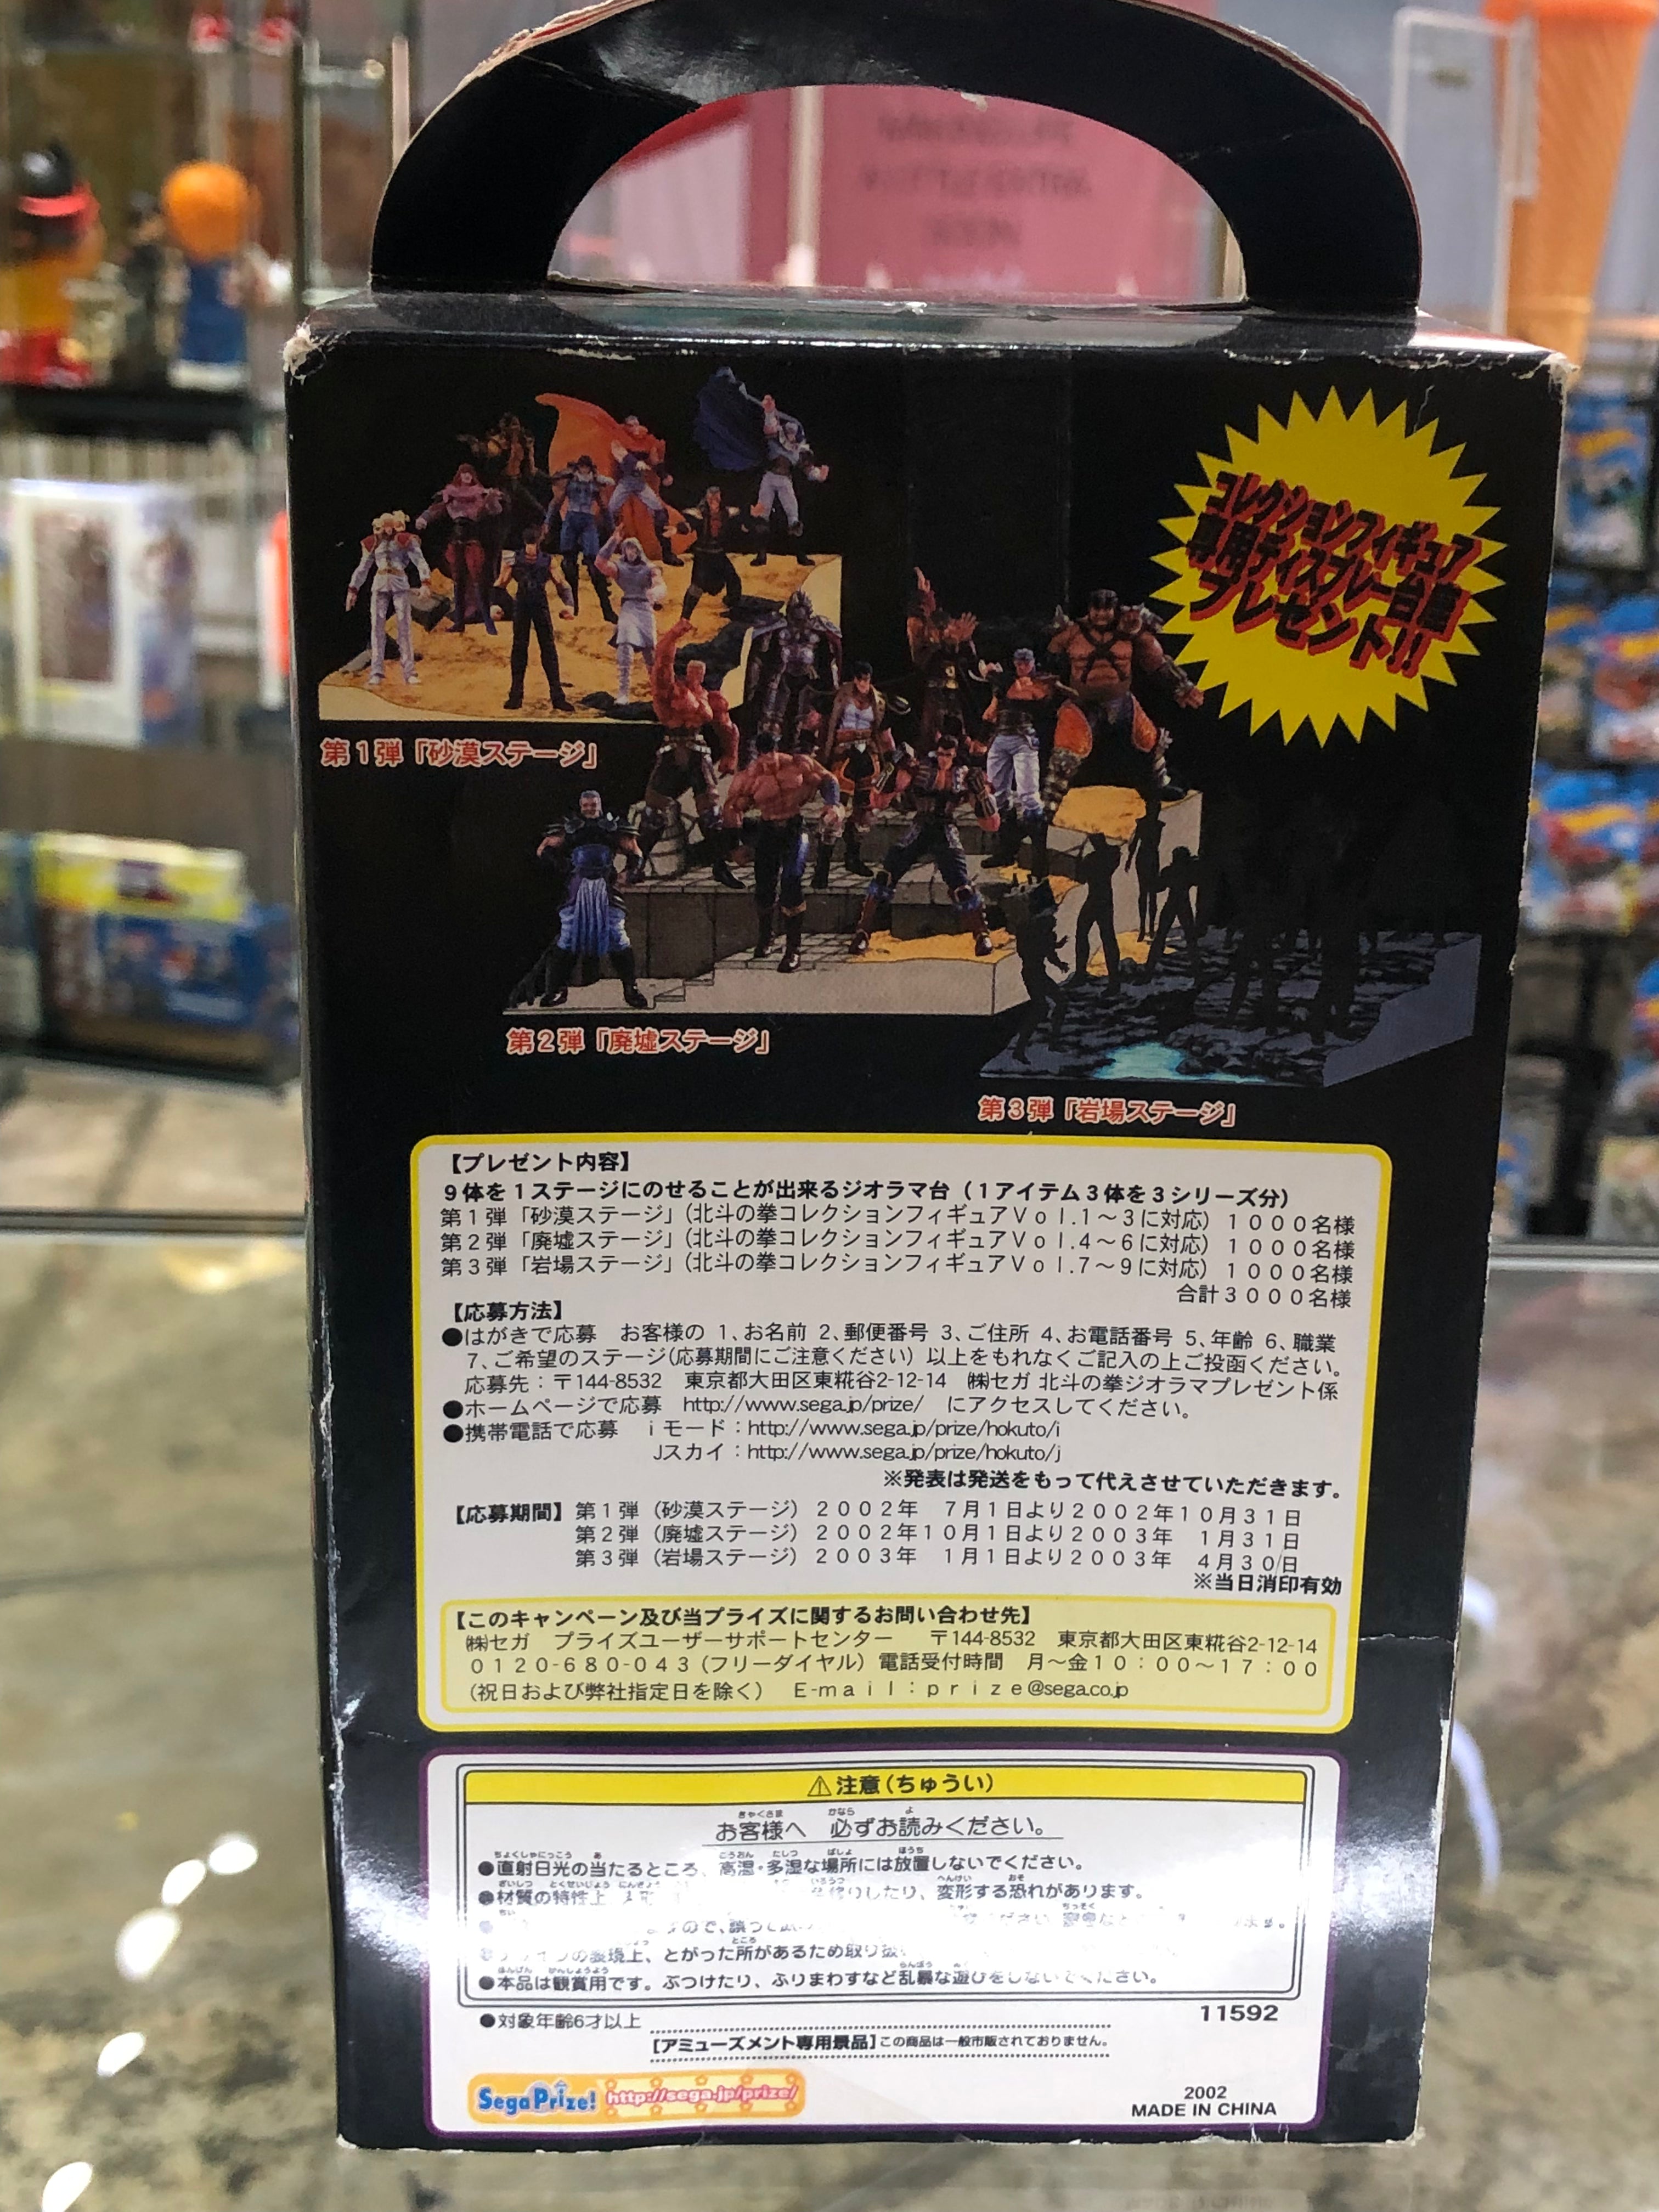 コレクションフィギュア
専用ディスプレー台座
プレゼント!!
第1弾「砂漠ステージ」
第2弾「廃墟ステージ」
第3弾「岩場ステージ」
【プレゼント内容】
9体を1ステージにのせることが出来るジオラマ台（1アイテム3体を3シリーズ分）
第1弾「砂漠ステージ」（北斗の拳コレクションフィギュアVol.1～3に対応）1000名様
第2弾「廃墟ステージ」（北斗の拳コレクションフィギュアVol.4～6に対応）1000名様
第3弾「岩場ステージ」（北斗の拳コレクションフィギュアVol.7～9に対応）1000名様
合計3000名様
【応募方法】
●はがきで応募　お客様の 1、お名前 2、郵便番号 3、ご住所 4、お電話番号 5、年齢 6、職業
7、ご希望のステージ（応募期間にご注意ください）以上をもれなくご記入の上ご投函ください。
応募先：〒144-8532　東京都大田区東糀谷2-12-14　㈱セガ 北斗の拳ジオラマプレゼント係
●ホームページで応募　http://www.sega.jp/prize/　にアクセスしてください。
●携帯電話で応募　iモード：http://www.sega.jp/prize/hokuto/i
Jスカイ：http://www.sega.jp/prize/hokuto/j
※発表は発送をもって代えさせていただきます。
【応募期間】第1弾（砂漠ステージ）2002年　7月1日より2002年10月31日
第2弾（廃墟ステージ）2002年10月1日より2003年　1月31日
第3弾（岩場ステージ）2003年　1月1日より2003年　4月30日
※当日消印有効
【このキャンペーン及び当プライズに関するお問い合わせ先】
㈱セガ　プライズユーザーサポートセンター　〒144-8532　東京都大田区東糀谷2-12-14
0120-680-043（フリーダイヤル）電話受付時間　月～金10：00～17：00
（祝日および弊社指定日を除く）　E-mail：prize@sega.co.jp
⚠注意（ちゅうい）
お客様へ　必ずお読みください。
●直射日光の当たるところ、高温・多湿な場所には放置しないでください。
●材質の特性上 色移りしたり、変形する恐れがあります。
ますので、誤って
デザインの表現上、とがった所があるため取り扱
●本品は観賞用です。ぶつけたり、ふりまわすなど乱暴な遊びをしないでください。
●対象年齢6才以上
11592
【アミューズメント専用景品】この商品は一般市販されておりません。
Sega Prize! http://sega.jp/prize/
2002
MADE IN CHINA